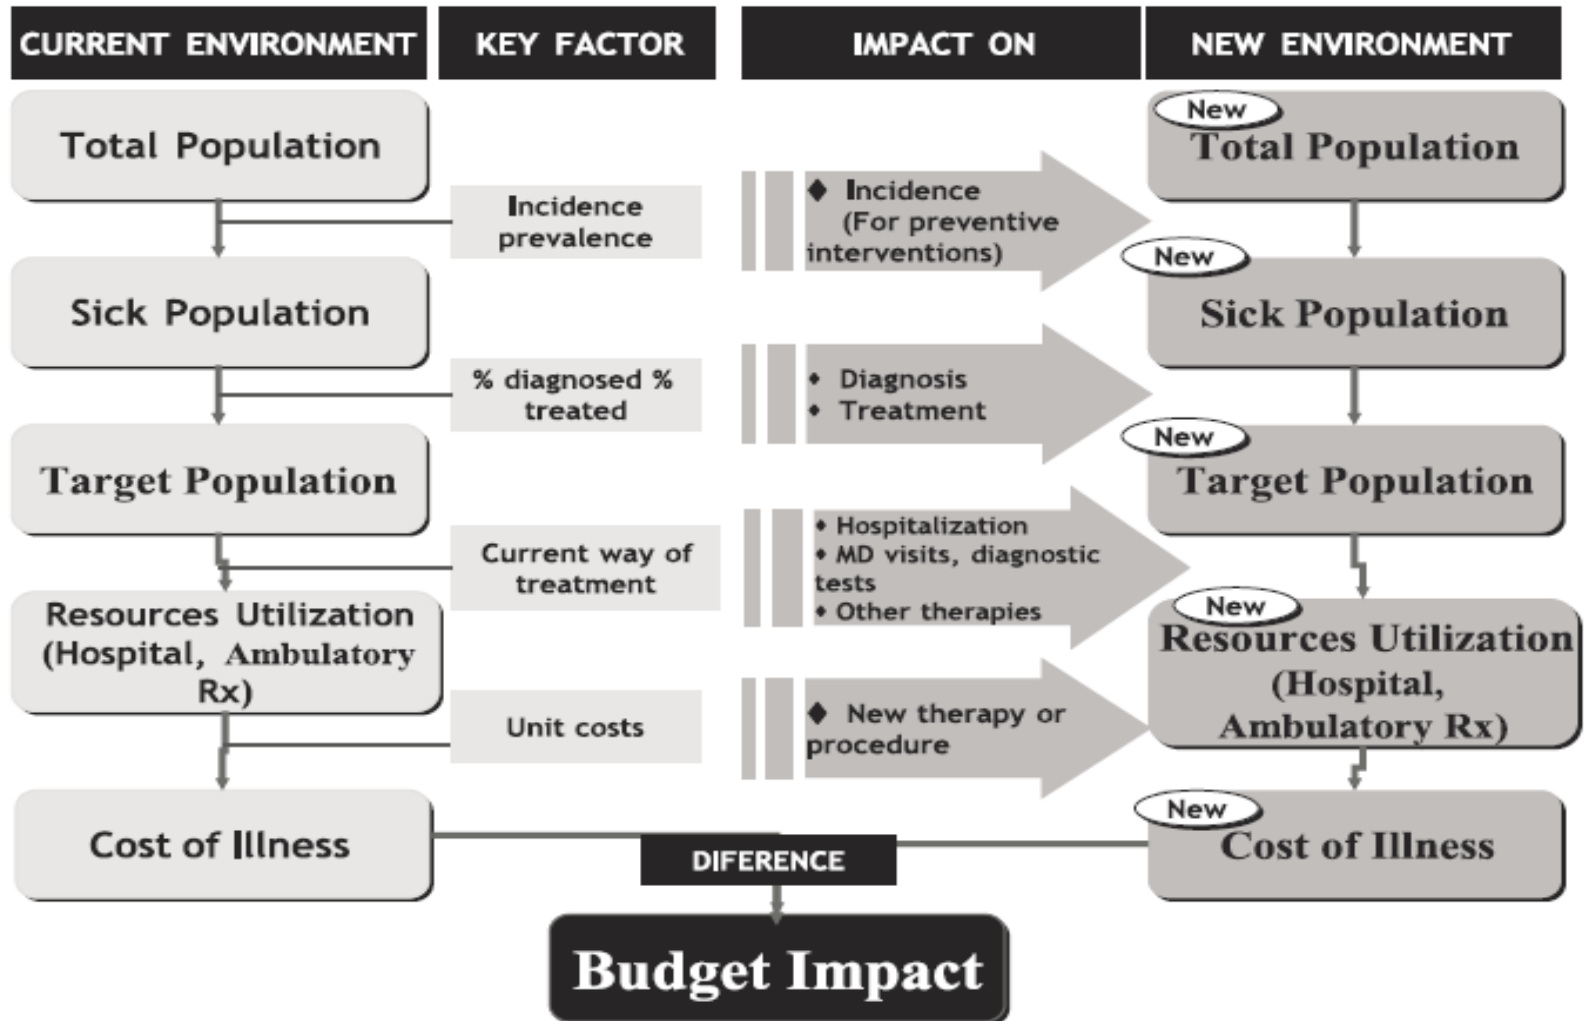 CURRENT ENVIRONMENT
KEY FACTOR
IMPACT ON
NEW ENVIRONMENT
Total Population
Incidence
prevalence
◆ Incidence
(For preventive
interventions)
New
Total Population
Sick Population
% diagnosed %
treated
• Diagnosis
• Treatment
New
Sick Population
Target Population
Current way of
treatment
• Hospitalization
• MD visits, diagnostic
tests
• Other therapies
New
Target Population
Resources Utilization
(Hospital, Ambulatory
Rx)
Unit costs
◆ New therapy or
procedure
New
Resources Utilization
(Hospital,
Ambulatory Rx)
Cost of Illness
DIFERENCE
New
Cost of Illness
Budget Impact